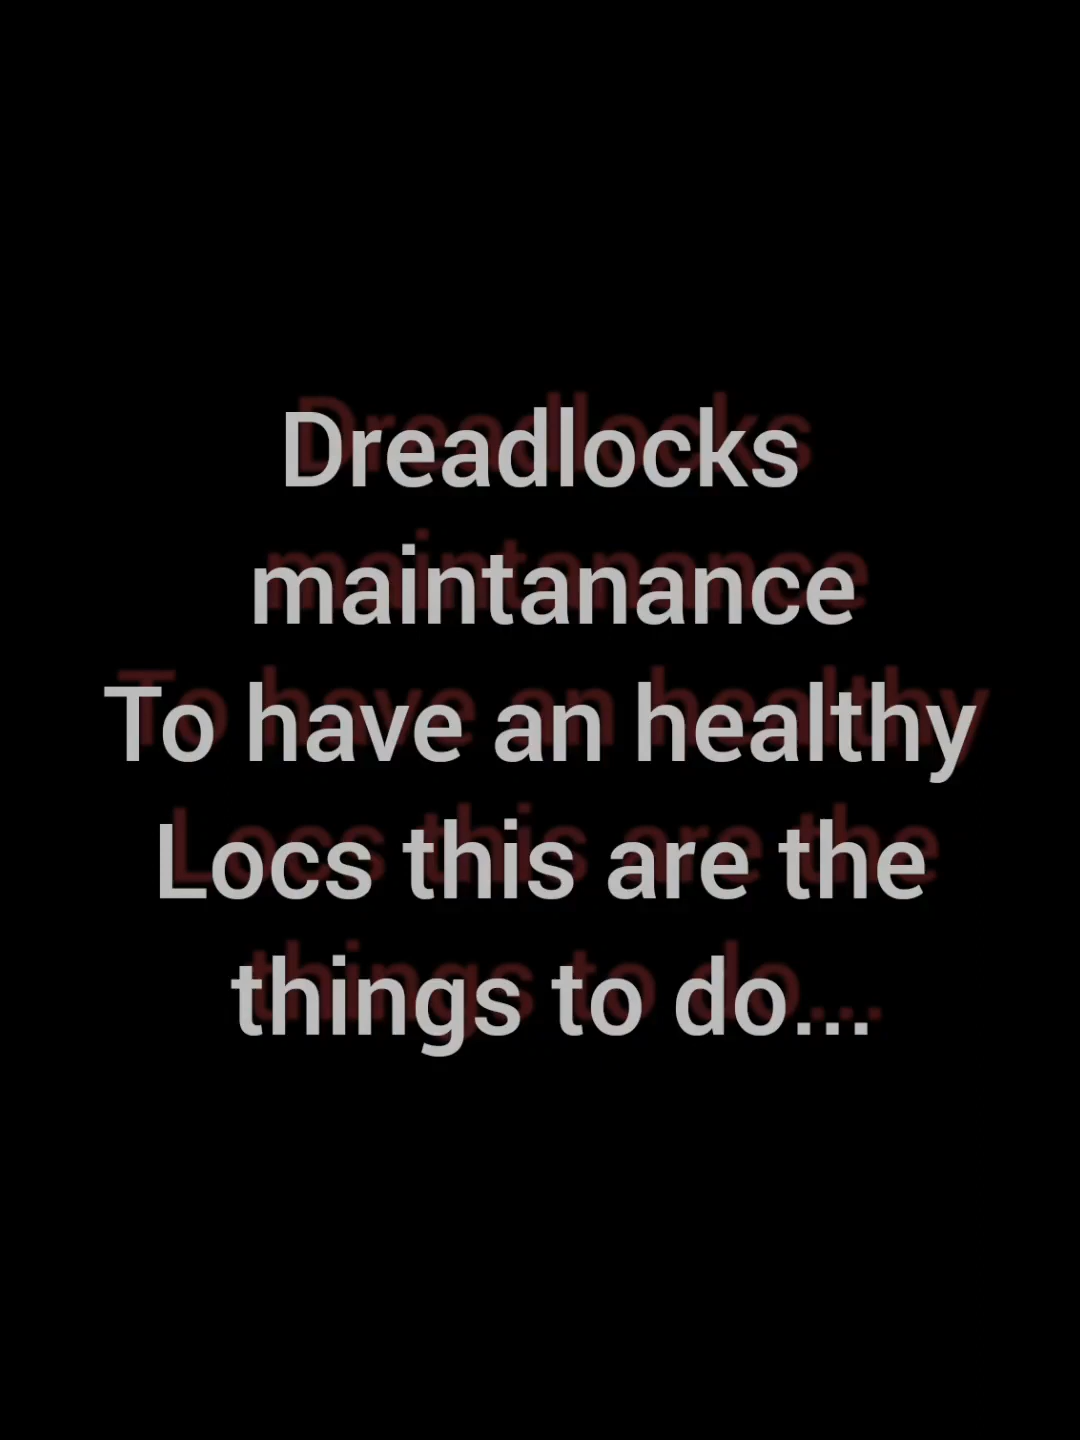 Dreadlocks
maintanance
To have an healthy
Locs this are the
things to do...